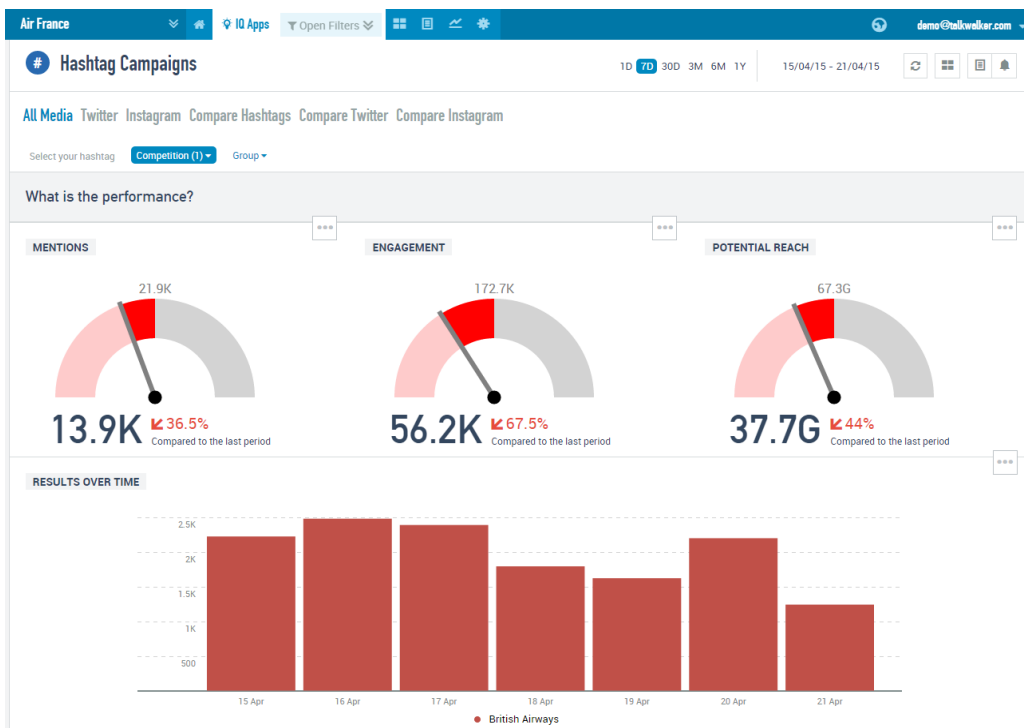 Air France
IQ Apps
Open Filters
demo@talkwalker.com
# Hashtag Campaigns
1D 7D 30D 3M 6M 1Y
15/04/15 - 21/04/15
All Media Twitter Instagram Compare Hashtags Compare Twitter Compare Instagram
Select your hashtag Competition (1) Group
What is the performance?
MENTIONS
21.9K
13.9K
36.5%
Compared to the last period
ENGAGEMENT
172.7K
56.2K
67.5%
Compared to the last period
POTENTIAL REACH
67.3G
37.7G
44%
Compared to the last period
RESULTS OVER TIME
2.5K
2K
1.5K
1K
500
15 Apr 16 Apr 17 Apr 18 Apr 19 Apr 20 Apr 21 Apr
British Airways